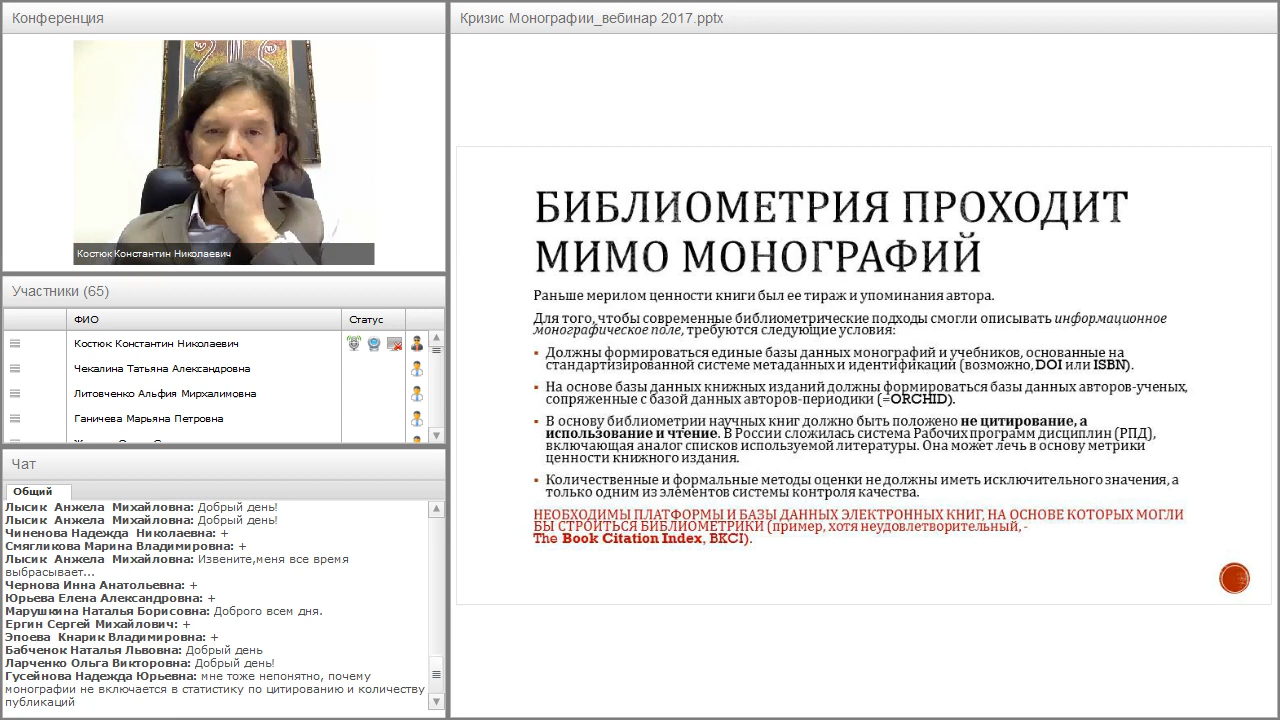 Конференция
Костюк Константин Николаевич
Участники (65)
ФИО
Статус
Костюк Константин Николаевич
Чекалина Татьяна Александровна
Литовченко Альфия Мирхалимовна
Ганичева Марьяна Петровна
Чат
Общий
Лысик Анжела Михайловна: Добрый день!
Лысик Анжела Михайловна: Добрый день!
Чиненова Надежда Николаевна: +
Смягликова Марина Владимировна: +
Лысик Анжела Михайловна: Извените,меня все время
выбрасывает...
Чернова Инна Анатольевна: +
Юрьева Елена Александровна: +
Марушкина Наталья Борисовна: Доброго всем дня.
Ергин Сергей Михайлович: +
Эпоева Кнарик Владимировна: +
Бабченок Наталья Львовна: Добрый день
Ларченко Ольга Викторовна: Добрый день!
Гусейнова Надежда Юрьевна: мне тоже непонятно, почему
монографии не включается в статистику по цитированию и количеству
публикаций
Кризис Монографии_вебинар 2017.pptx
БИБЛИОМЕТРИЯ ПРОХОДИТ
МИМО МОНОГРАФИЙ
Раньше мерилом ценности книги был ее тираж и упоминания автора.
Для того, чтобы современные библиометрические подходы смогли описывать информационное
монографическое поле, требуются следующие условия:
▪ Должны формироваться единые базы данных монографий и учебников, основанные на
стандартизированной системе метаданных и идентификаций (возможно, DOI или ISBN).
▪ На основе базы данных книжных изданий должны формироваться базы данных авторов-ученых,
сопряженные с базой данных авторов-периодики (=ORCHID).
▪ В основу библиометрии научных книг должно быть положено не цитирование, а
использование и чтение. В России сложилась система Рабочих программ дисциплин (РПД),
включающая аналог списков используемой литературы. Она может лечь в основу метрики
ценности книжного издания.
▪ Количественные и формальные методы оценки не должны иметь исключительного значения, а
только одним из элементов системы контроля качества.
НЕОБХОДИМЫ ПЛАТФОРМЫ И БАЗЫ ДАННЫХ ЭЛЕКТРОННЫХ КНИГ, НА ОСНОВЕ КОТОРЫХ МОГЛИ
БЫ СТРОИТЬСЯ БИБЛИОМЕТРИКИ (пример, хотя неудовлетворительный, -
The Book Citation Index, BKCI).